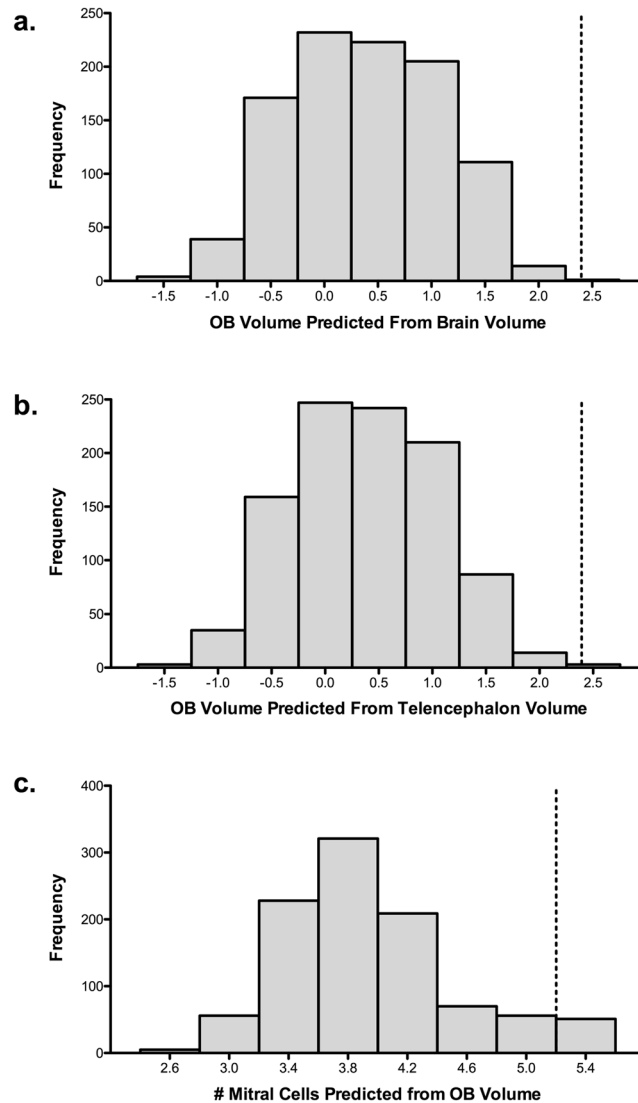 a.
250
200
150
100
50
0
Frequency
-1.5 -1.0 -0.5 0.0 0.5 1.0 1.5 2.0 2.5
OB Volume Predicted From Brain Volume
b.
250
200
150
100
50
0
Frequency
-1.5 -1.0 -0.5 0.0 0.5 1.0 1.5 2.0 2.5
OB Volume Predicted From Telencephalon Volume
c.
400
300
200
100
0
Frequency
2.6 3.0 3.4 3.8 4.2 4.6 5.0 5.4
# Mitral Cells Predicted from OB Volume